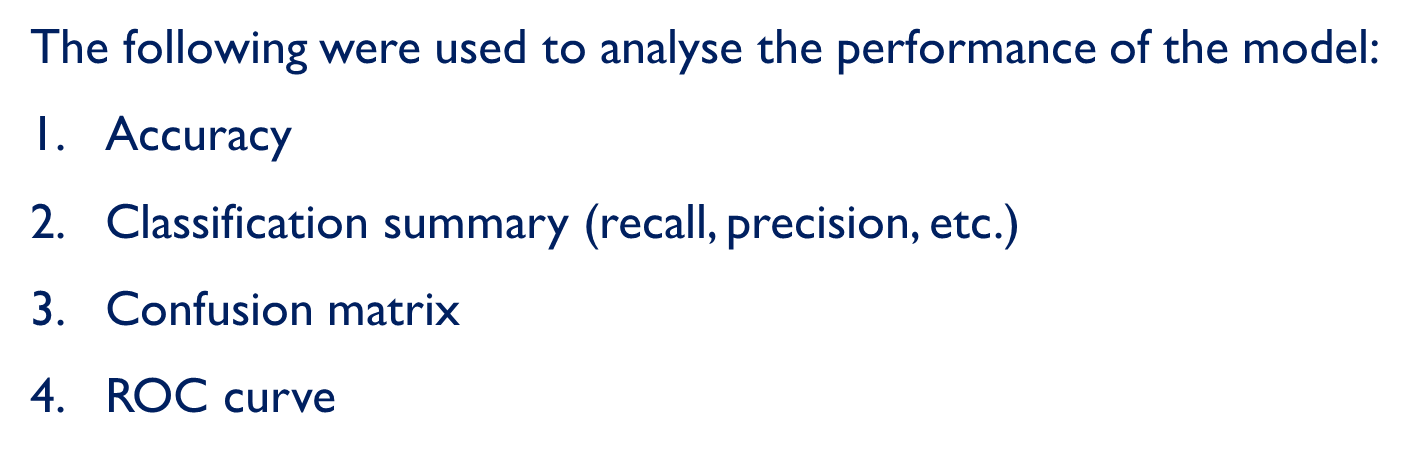 The following were used to analyse the performance of the model:
1. Accuracy
2. Classification summary (recall, precision, etc.)
3. Confusion matrix
4. ROC curve